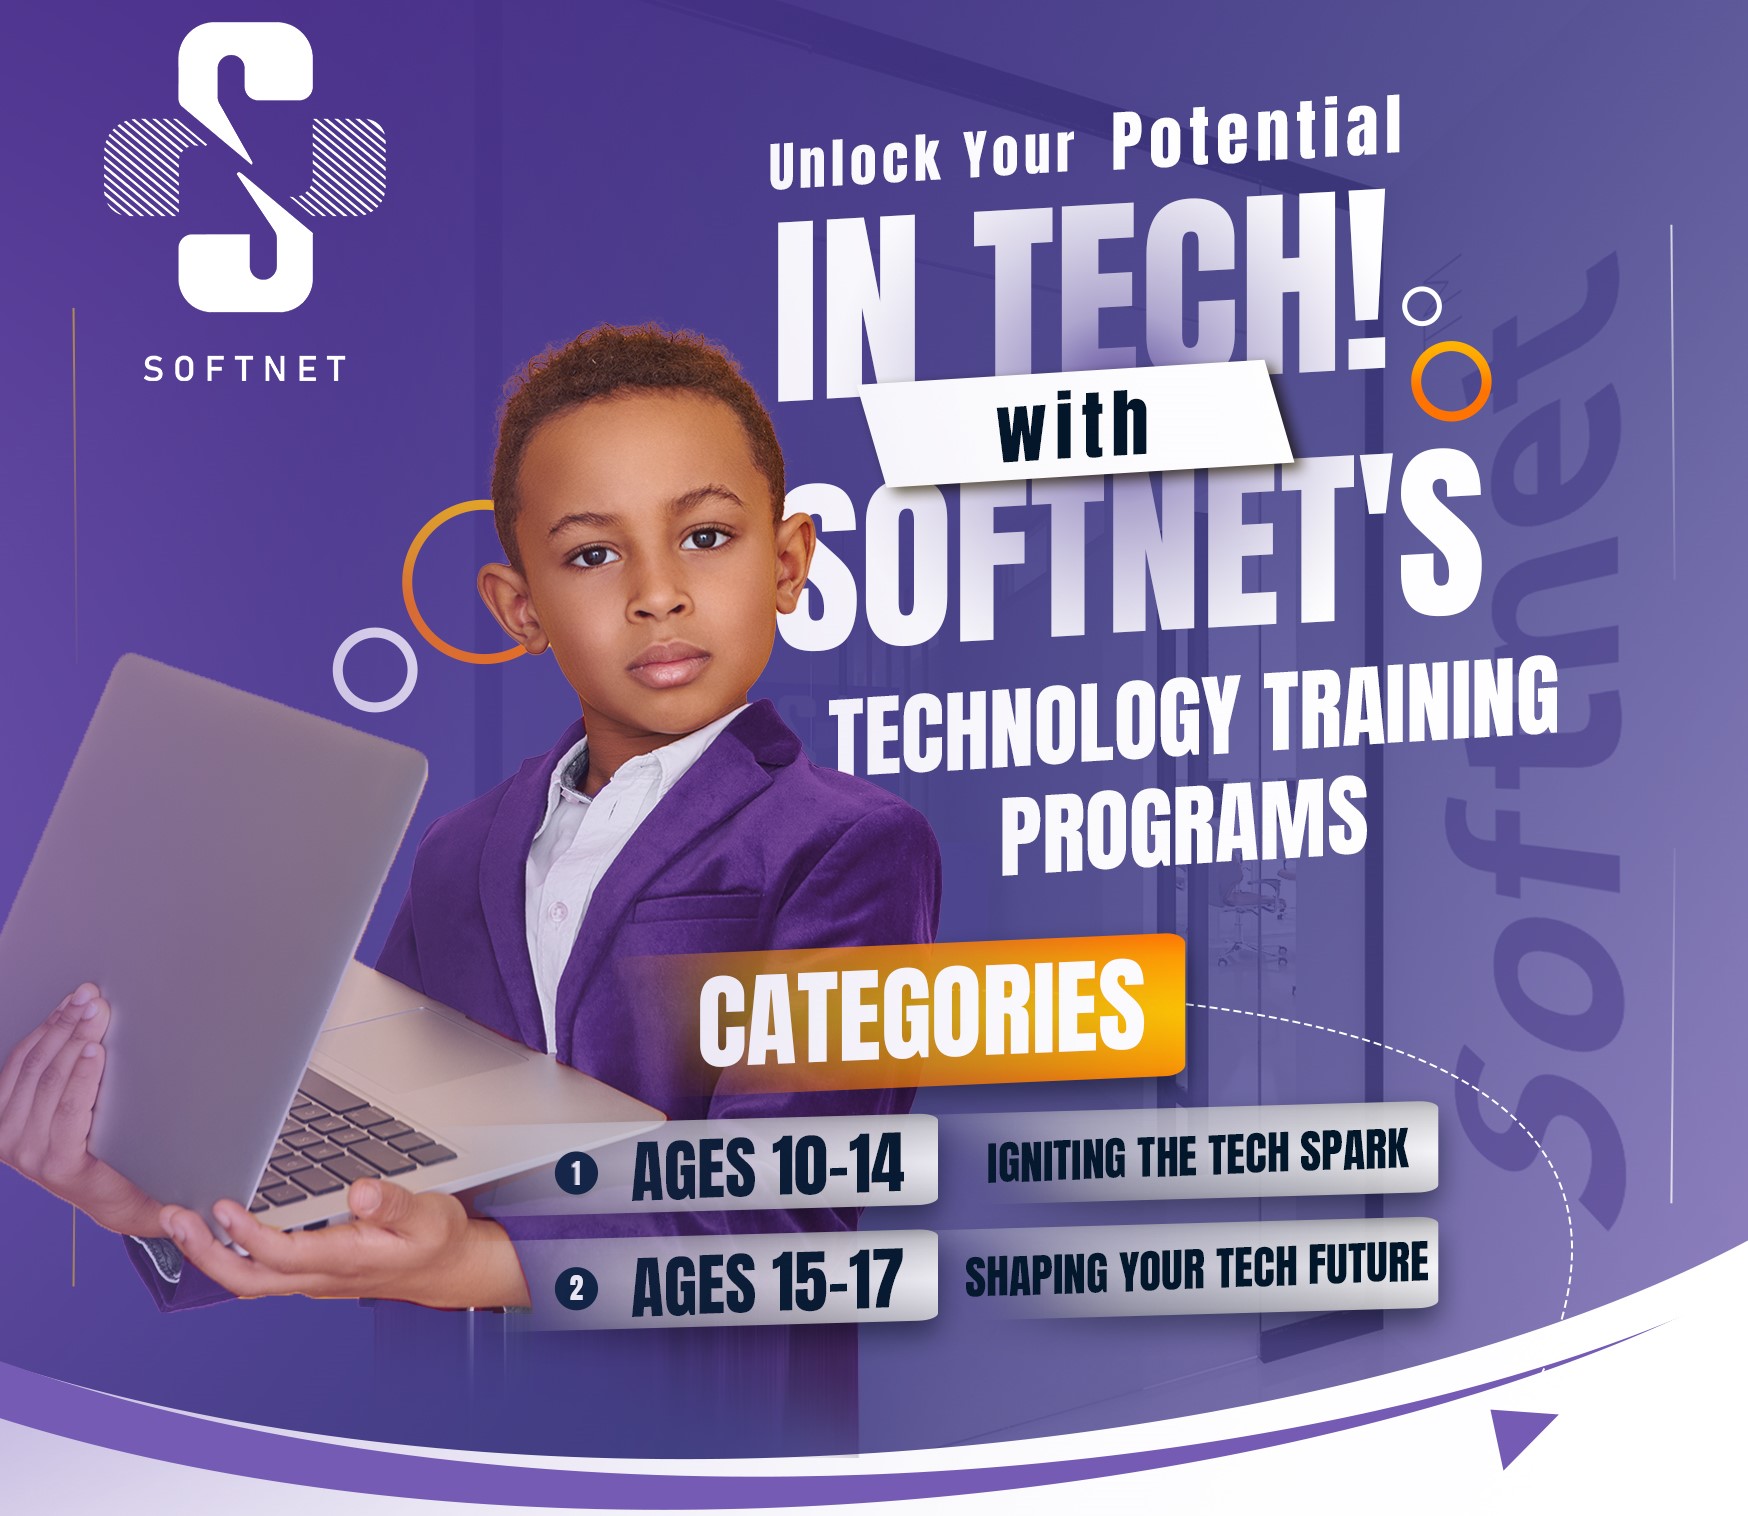 SOFTNET
Unlock Your Potential
IN TECH!
with
SOFTNET'S
TECHNOLOGY TRAINING
PROGRAMS
Softnet
CATEGORIES
1 AGES 10-14 IGNITING THE TECH SPARK
2 AGES 15-17 SHAPING YOUR TECH FUTURE